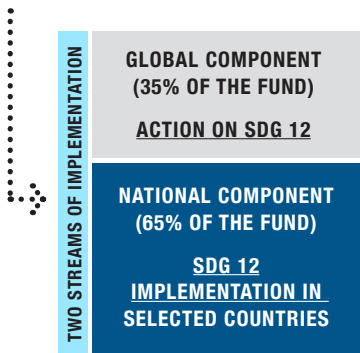 TWO STREAMS OF IMPLEMENTATION
GLOBAL COMPONENT
(35% OF THE FUND)
ACTION ON SDG 12
NATIONAL COMPONENT
(65% OF THE FUND)
SDG 12
IMPLEMENTATION IN
SELECTED COUNTRIES